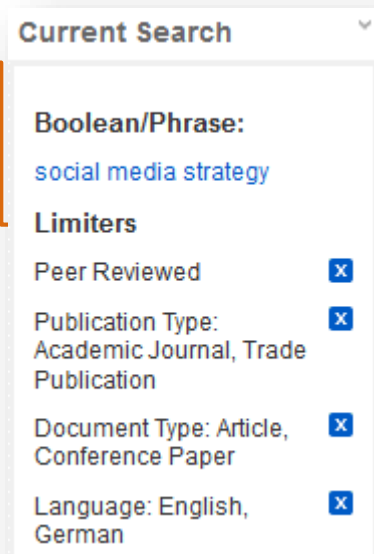 Current Search
Boolean/Phrase:
social media strategy
Limiters
Peer Reviewed x
Publication Type: x
Academic Journal, Trade
Publication
Document Type: Article, x
Conference Paper
Language: English, x
German